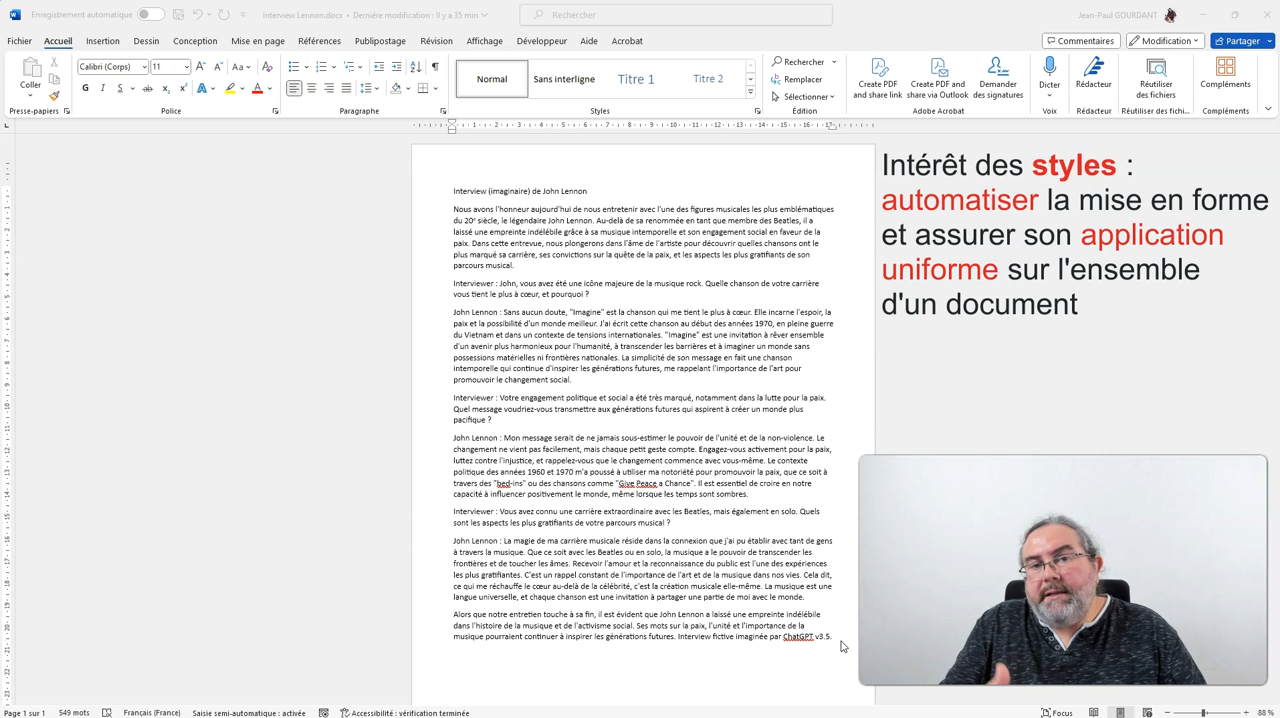 Enregistrement automatique
Interview Lennon.docx • Dernière modification : Il y a 35 min
Rechercher
Jean-Paul GOURDANT
Fichier Accueil Insertion Dessin Conception Mise en page Références Publipostage Révision Affichage Développeur Aide Acrobat
Commentaires Modification Partager
Coller
Calibri (Corps) 11
Normal Sans interligne Titre 1 Titre 2
Rechercher
Remplacer
Sélectionner
Create PDF and share link
Create PDF and share via Outlook
Demander des signatures
Dicter
Rédacteur
Réutiliser des fichiers
Compléments
Presse-papiers Police Paragraphe Styles Édition Adobe Acrobat Voix Rédacteur Réutiliser des fichi... Compléments
Intérêt des styles :
automatiser la mise en forme
et assurer son application
uniforme sur l'ensemble
d'un document
Interview (imaginaire) de John Lennon
Nous avons l'honneur aujourd'hui de nous entretenir avec l'une des figures musicales les plus emblématiques
du 20e siècle, le légendaire John Lennon. Au-delà de sa renommée en tant que membre des Beatles, il a
laissé une empreinte indélébile grâce à sa musique intemporelle et son engagement social en faveur de la
paix. Dans cette entrevue, nous plongerons dans l'âme de l'artiste pour découvrir quelles chansons ont le
plus marqué sa carrière, ses convictions sur la quête de la paix, et les aspects les plus gratifiants de son
parcours musical.
Interviewer : John, vous avez été une icône majeure de la musique rock. Quelle chanson de votre carrière
vous tient le plus à cœur, et pourquoi ?
John Lennon : Sans aucun doute, "Imagine" est la chanson qui me tient le plus à cœur. Elle incarne l'espoir, la
paix et la possibilité d'un monde meilleur. J'ai écrit cette chanson au début des années 1970, en pleine guerre
du Vietnam et dans un contexte de tensions internationales. "Imagine" est une invitation à rêver ensemble
d'un avenir plus harmonieux pour l'humanité, à transcender les barrières et à imaginer un monde sans
possessions matérielles ni frontières nationales. La simplicité de son message en fait une chanson
intemporelle qui continue d'inspirer les générations futures, me rappelant l'importance de l'art pour
promouvoir le changement social.
Interviewer : Votre engagement politique et social a été très marqué, notamment dans la lutte pour la paix.
Quel message voudriez-vous transmettre aux générations futures qui aspirent à créer un monde plus
pacifique ?
John Lennon : Mon message serait de ne jamais sous-estimer le pouvoir de l'unité et de la non-violence. Le
changement ne vient pas facilement, mais chaque petit geste compte. Engagez-vous activement pour la paix,
luttez contre l'injustice, et rappelez-vous que le changement commence avec vous-même. Le contexte
politique des années 1960 et 1970 m'a poussé à utiliser ma notoriété pour promouvoir la paix, que ce soit à
travers des "bed-ins" ou des chansons comme "Give Peace a Chance". Il est essentiel de croire en notre
capacité à influencer positivement le monde, même lorsque les temps sont sombres.
Interviewer : Vous avez connu une carrière extraordinaire avec les Beatles, mais également en solo. Quels
sont les aspects les plus gratifiants de votre parcours musical ?
John Lennon : La magie de ma carrière musicale réside dans la connexion que j'ai pu établir avec tant de gens
à travers la musique. Que ce soit avec les Beatles ou en solo, la musique a le pouvoir de transcender les
frontières et de toucher les âmes. Recevoir l'amour et la reconnaissance du public est l'une des expériences
les plus gratifiantes. C'est un rappel constant de l'importance de l'art et de la musique dans nos vies. Cela dit,
ce qui me réchauffe le cœur au-delà de la célébrité, c'est la création musicale elle-même. La musique est une
langue universelle, et chaque chanson est une invitation à partager une partie de moi avec le monde.
Alors que notre entretien touche à sa fin, il est évident que John Lennon a laissé une empreinte indélébile
dans l'histoire de la musique et de l'activisme social. Ses mots sur la paix, l'unité et l'importance de la
musique pourraient continuer à inspirer les générations futures. Interview fictive imaginée par ChatGPT v3.5.
Page 1 sur 1 549 mots Français (France) Saisie semi-automatique : activée Accessibilité : vérification terminée Focus 88 %